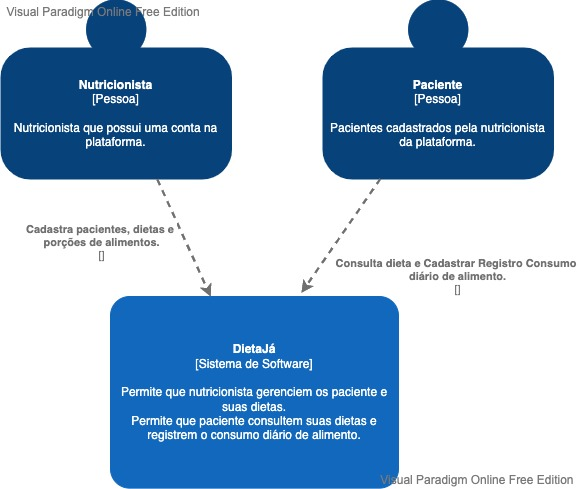 Visual Paradigm Online Free Edition
Nutricionista
[Pessoa]
Nutricionista que possui uma conta na
plataforma.
Paciente
[Pessoa]
Pacientes cadastrados pela nutricionista
da plataforma.
Cadastra pacientes, dietas e
porções de alimentos.
[]
Consulta dieta e Cadastrar Registro Consumo
diário de alimento.
[]
DietaJá
[Sistema de Software]
Permite que nutricionista gerenciem os paciente e
suas dietas.
Permite que paciente consultem suas dietas e
registrem o consumo diário de alimento.
Visual Paradigm Online Free Edition